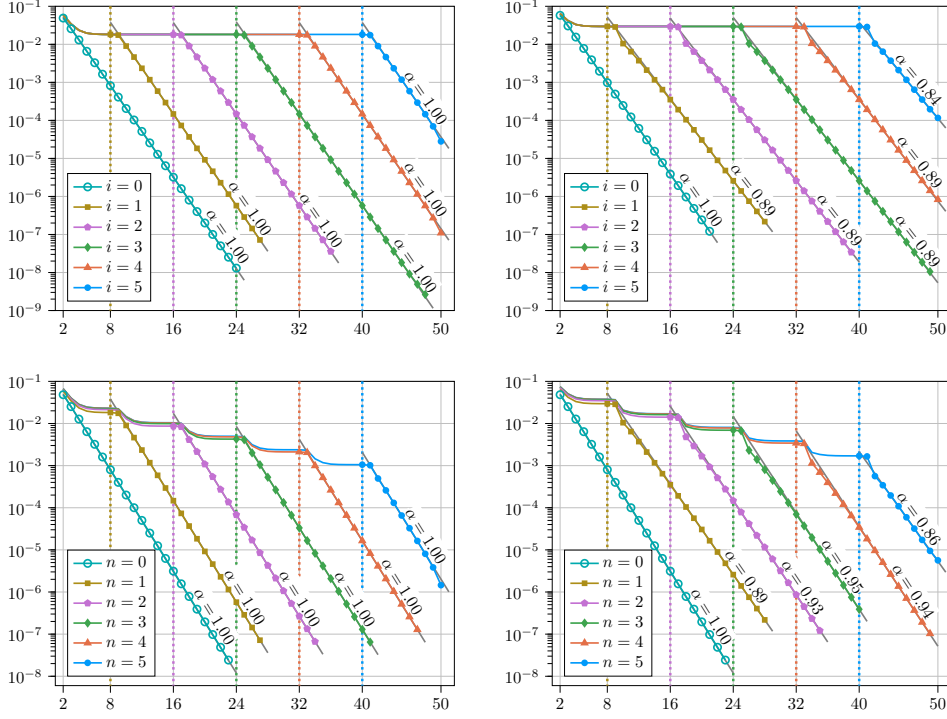 10⁻¹
10⁻²
10⁻³
10⁻⁴
10⁻⁵
10⁻⁶
10⁻⁷
10⁻⁸
10⁻⁹
2 8 16 24 32 40 50
i = 0
i = 1
i = 2
i = 3
i = 4
i = 5
α = 1.00
α = 1.00
α = 1.00
α = 1.00
α = 1.00
α = 1.00
10⁻¹
10⁻²
10⁻³
10⁻⁴
10⁻⁵
10⁻⁶
10⁻⁷
10⁻⁸
10⁻⁹
2 8 16 24 32 40 50
i = 0
i = 1
i = 2
i = 3
i = 4
i = 5
α = 1.00
α = 0.89
α = 0.89
α = 0.89
α = 0.89
α = 0.84
10⁻¹
10⁻²
10⁻³
10⁻⁴
10⁻⁵
10⁻⁶
10⁻⁷
10⁻⁸
2 8 16 24 32 40 50
n = 0
n = 1
n = 2
n = 3
n = 4
n = 5
α = 1.00
α = 1.00
α = 1.00
α = 1.00
α = 1.00
α = 1.00
10⁻¹
10⁻²
10⁻³
10⁻⁴
10⁻⁵
10⁻⁶
10⁻⁷
10⁻⁸
2 8 16 24 32 40 50
n = 0
n = 1
n = 2
n = 3
n = 4
n = 5
α = 1.00
α = 0.89
α = 0.93
α = 0.95
α = 0.94
α = 0.86